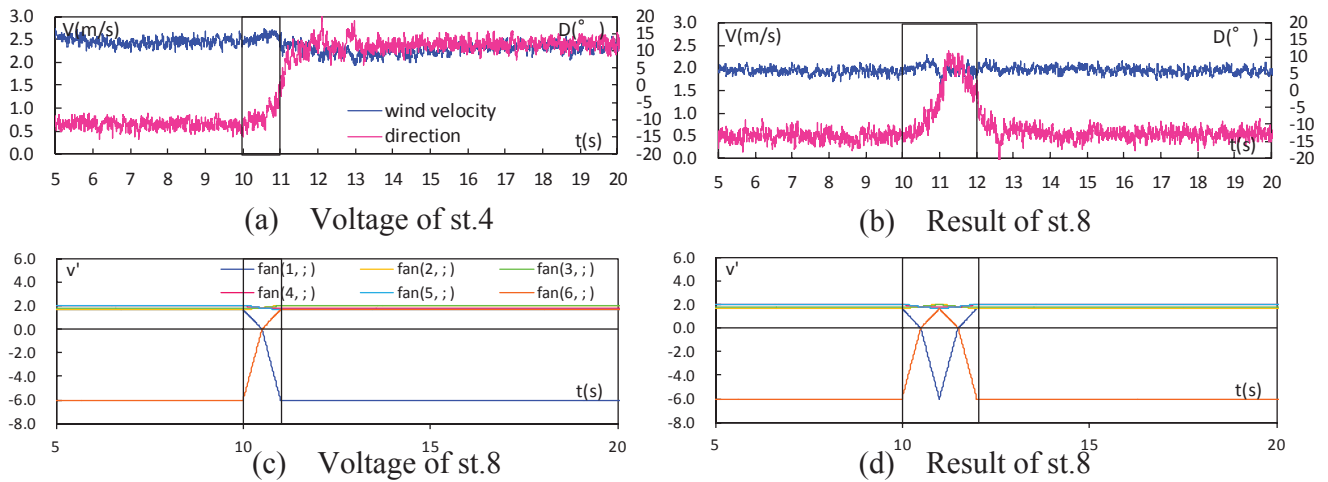 3.0 V(m/s) D(°) 20
2.5 15
2.0 10
1.5 5
1.0 0
0.5 -5
0.0 -10
-15
-20
wind velocity
direction
t(s)
5 6 7 8 9 10 11 12 13 14 15 16 17 18 19 20
(a) Voltage of st.4
3.0 V(m/s) D(°) 20
2.5 15
2.0 10
1.5 5
1.0 0
0.5 -5
0.0 -10
-15
-20
t(s)
5 6 7 8 9 10 11 12 13 14 15 16 17 18 19 20
(b) Result of st.8
6.0 v'
4.0
2.0
0.0
-2.0
-4.0
-6.0
-8.0
fan(1, ; ) fan(2, ; ) fan(3, ; )
fan(4, ; ) fan(5, ; ) fan(6, ; )
t(s)
5 10 15 20
(c) Voltage of st.8
6.0 v'
4.0
2.0
0.0
-2.0
-4.0
-6.0
-8.0
t(s)
5 10 15 20
(d) Result of st.8